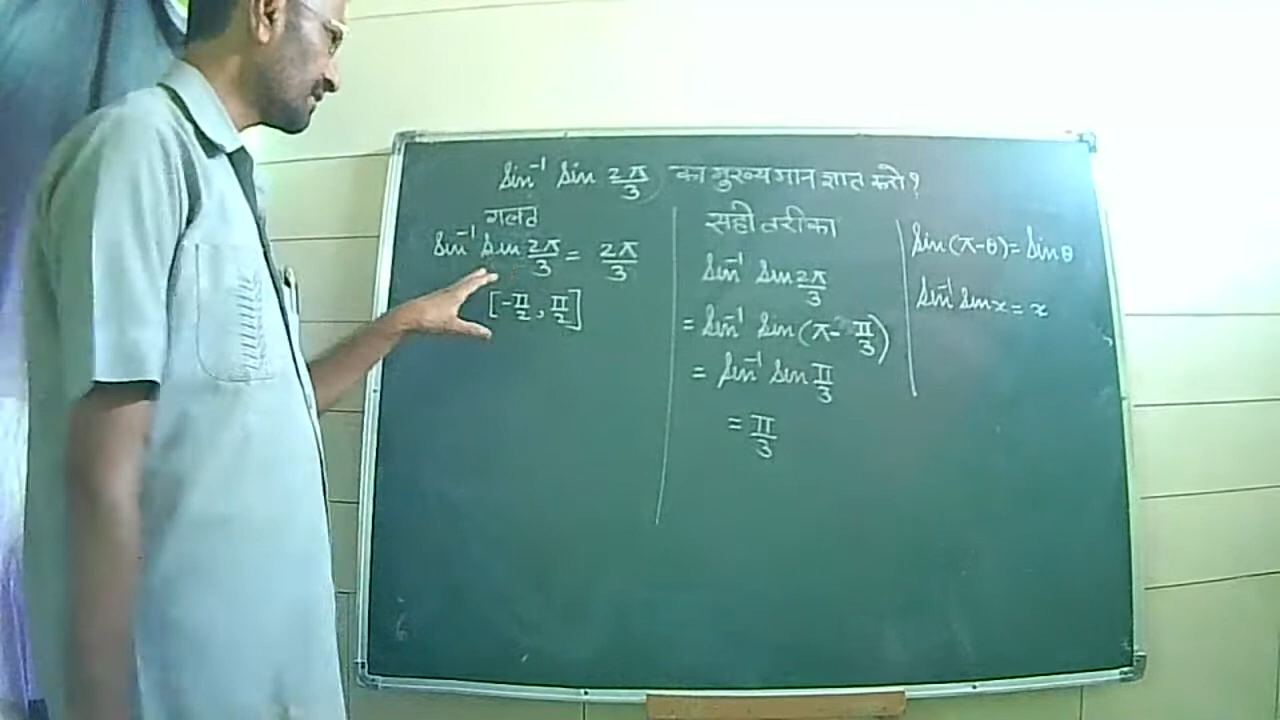 sin⁻¹ sin 2π/3 का मुख्य मान ज्ञात करो?
गलत
sin⁻¹ sin 2π/3 = 2π/3
[-π/2, π/2]
सही तरीका
sin⁻¹ sin 2π/3
= sin⁻¹ sin (π - π/3)
= sin⁻¹ sin π/3
= π/3
sin(π-θ) = sin θ
sin⁻¹ sin x = x